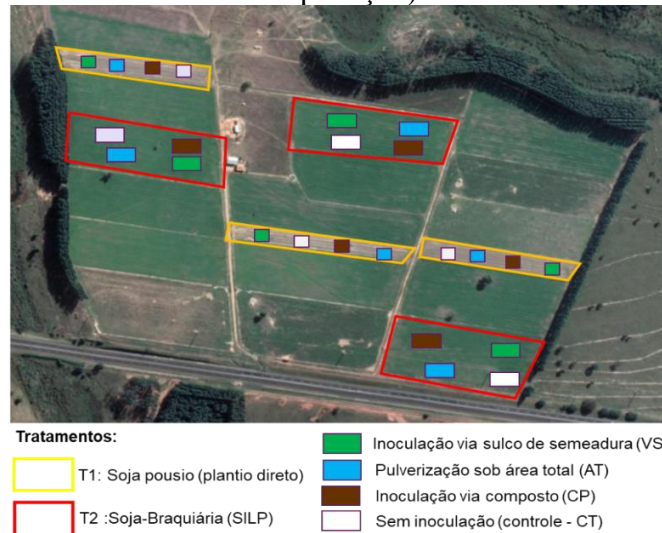 Tratamentos:
T1: Soja pousio (plantio direto)
T2 :Soja-Braquiária (SILP)
Inoculação via sulco de semeadura (VS
Pulverização sob área total (AT)
Inoculação via composto (CP)
Sem inoculação (controle - CT)